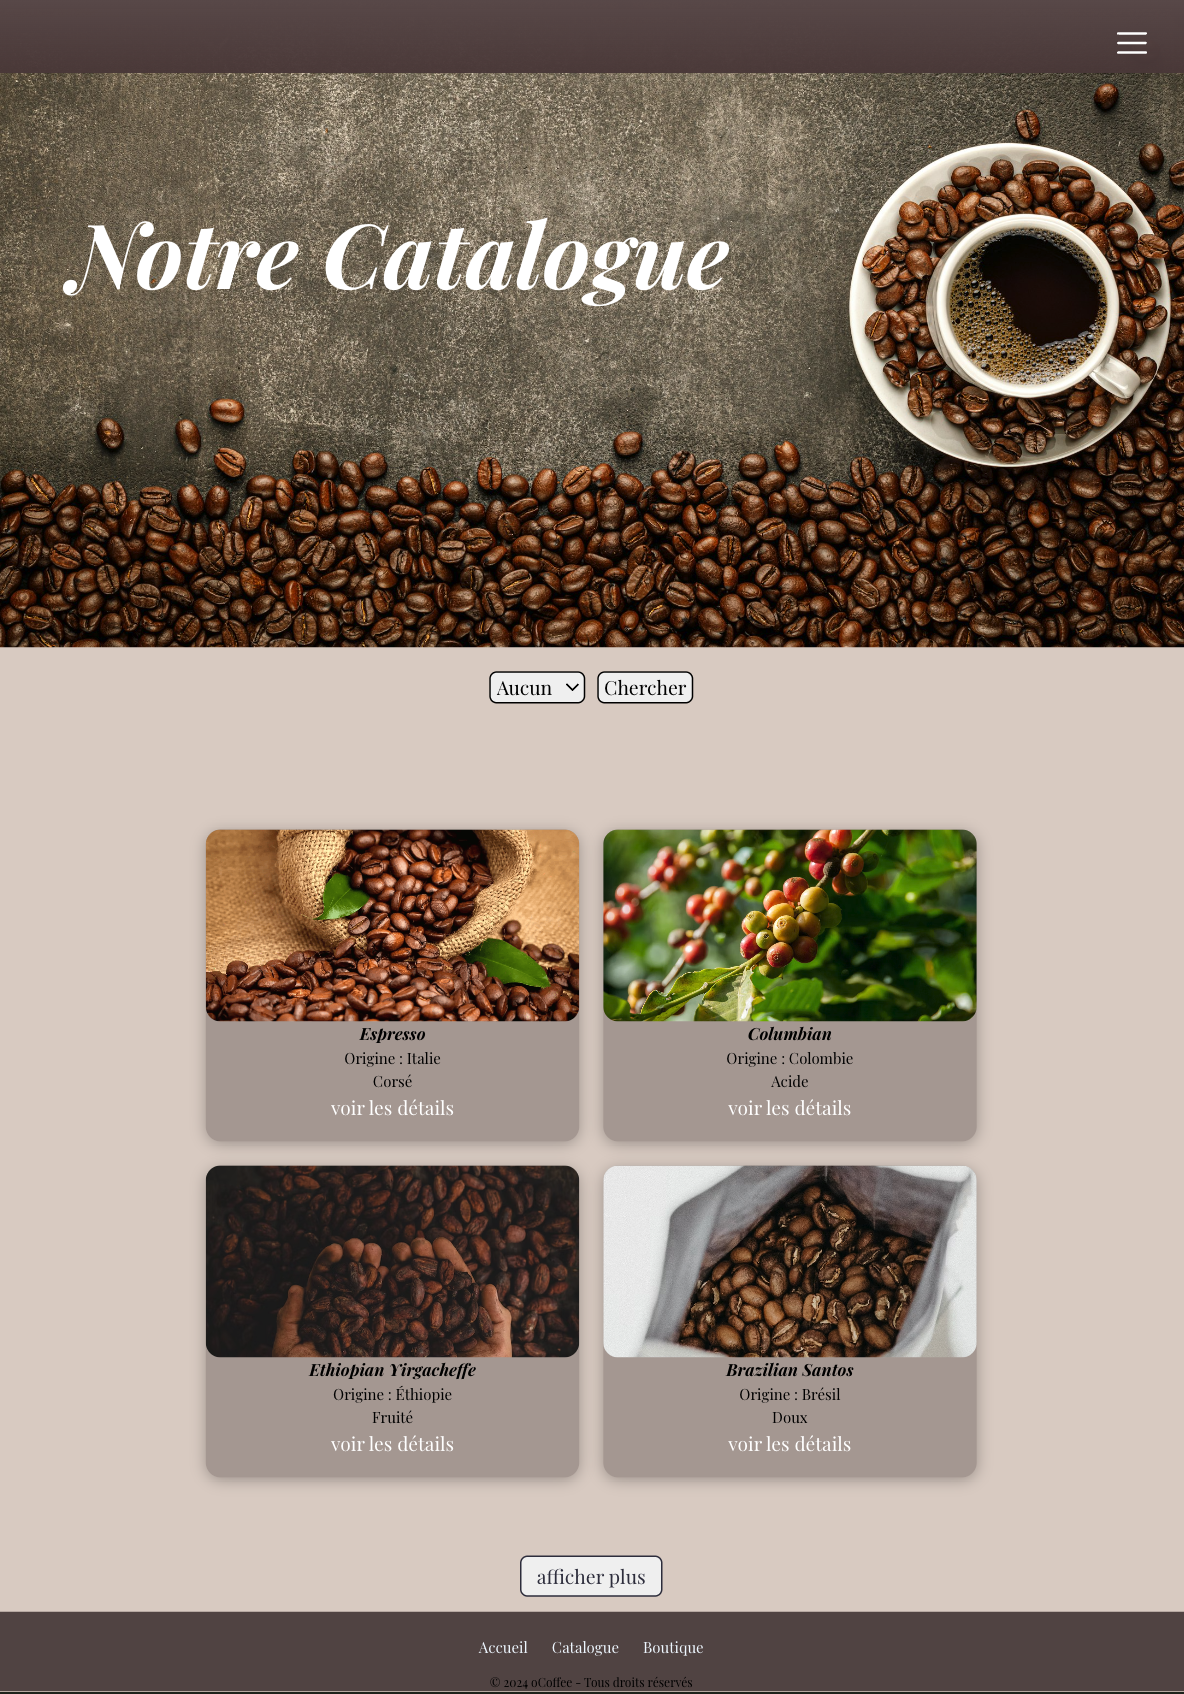 Notre Catalogue
Aucun Chercher
Espresso
Origine : Italie
Corsé
voir les détails
Columbian
Origine : Colombie
Acide
voir les détails
Ethiopian Yirgacheffe
Origine : Éthiopie
Fruité
voir les détails
Brazilian Santos
Origine : Brésil
Doux
voir les détails
afficher plus
Accueil Catalogue Boutique
© 2024 oCoffee - Tous droits réservés